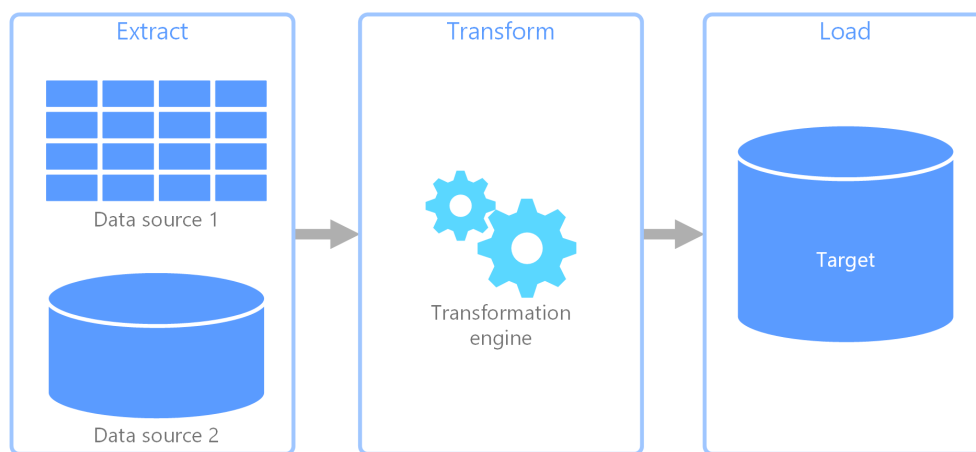 Extract
Data source 1
Data source 2
Transform
Transformation
engine
Load
Target